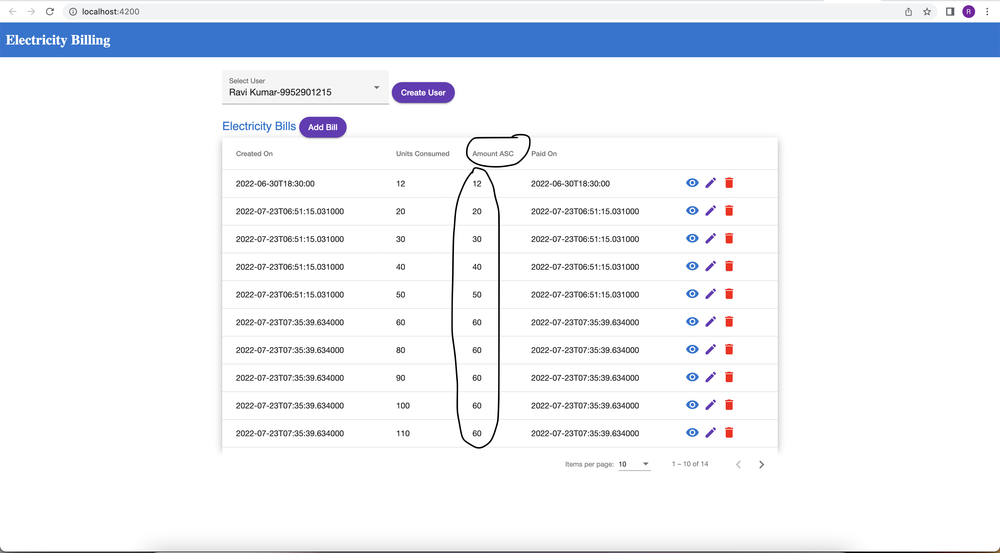 localhost:4200
R
Electricity Billing
Select User
Ravi Kumar-9952901215
Create User
Electricity Bills Add Bill
Created On Units Consumed Amount ASC Paid On
2022-06-30T18:30:00 12 12 2022-06-30T18:30:00
2022-07-23T06:51:15.031000 20 20 2022-07-23T06:51:15.031000
2022-07-23T06:51:15.031000 30 30 2022-07-23T06:51:15.031000
2022-07-23T06:51:15.031000 40 40 2022-07-23T06:51:15.031000
2022-07-23T06:51:15.031000 50 50 2022-07-23T06:51:15.031000
2022-07-23T07:35:39.634000 60 60 2022-07-23T07:35:39.634000
2022-07-23T07:35:39.634000 80 60 2022-07-23T07:35:39.634000
2022-07-23T07:35:39.634000 90 60 2022-07-23T07:35:39.634000
2022-07-23T07:35:39.634000 100 60 2022-07-23T07:35:39.634000
2022-07-23T07:35:39.634000 110 60 2022-07-23T07:35:39.634000
Items per page: 10 1 – 10 of 14